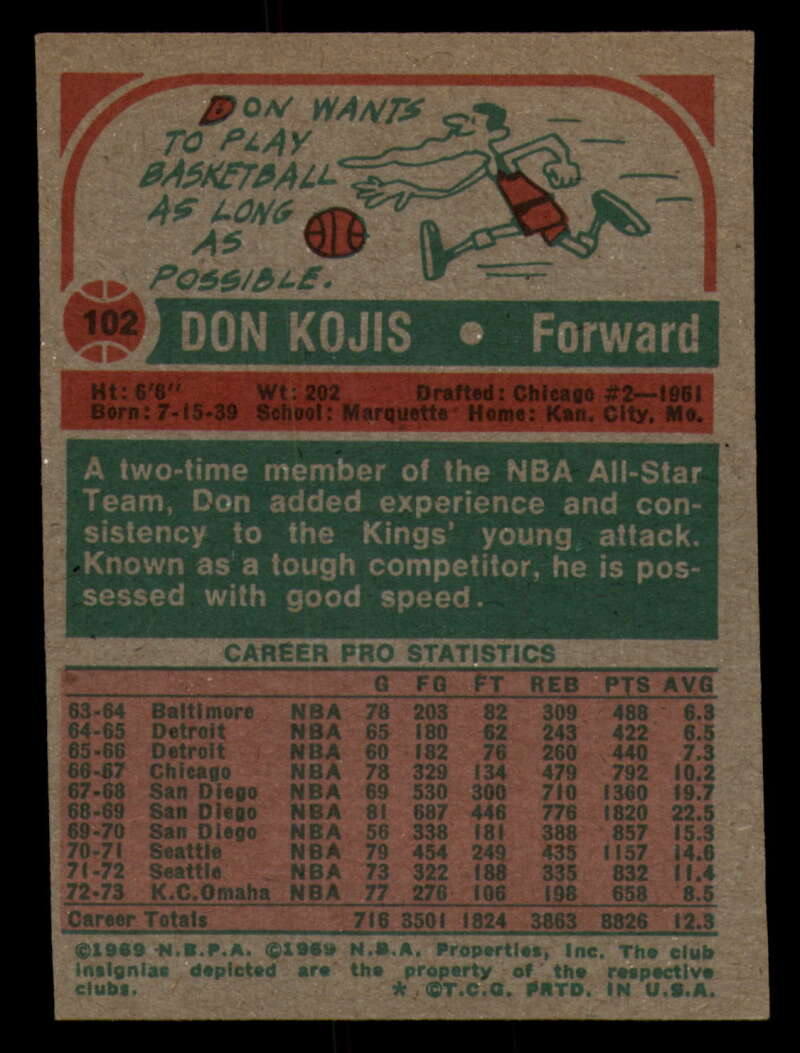 DON WANTS
TO PLAY
BASKETBALL
AS LONG
AS
POSSIBLE.
102 DON KOJIS • Forward
Ht: 6'6" Wt: 202 Drafted: Chicago #2—1961
Born: 7-15-39 School: Marquette Home: Kan. City, Mo.
A two-time member of the NBA All-Star
Team, Don added experience and con-
sistency to the Kings' young attack.
Known as a tough competitor, he is pos-
sessed with good speed.
CAREER PRO STATISTICS
G FG FT REB PTS AVG
63-64 Baltimore NBA 78 203 82 309 488 6.3
64-65 Detroit NBA 65 180 62 243 422 6.5
65-66 Detroit NBA 60 182 76 260 440 7.3
66-67 Chicago NBA 78 329 134 479 792 10.2
67-68 San Diego NBA 69 530 300 710 1360 19.7
68-69 San Diego NBA 81 687 446 776 1820 22.5
69-70 San Diego NBA 56 338 181 388 857 15.3
70-71 Seattle NBA 79 454 249 435 1157 14.6
71-72 Seattle NBA 73 322 188 335 832 11.4
72-73 K.C.Omaha NBA 77 276 106 198 658 8.5
Career Totals 716 3501 1824 3863 8826 12.3
©1969 N.B.P.A. ©1969 N.B.A. Properties, Inc. The club
insignias depicted are the property of the respective
clubs. * ©T.C.G. PRTD. IN U.S.A.